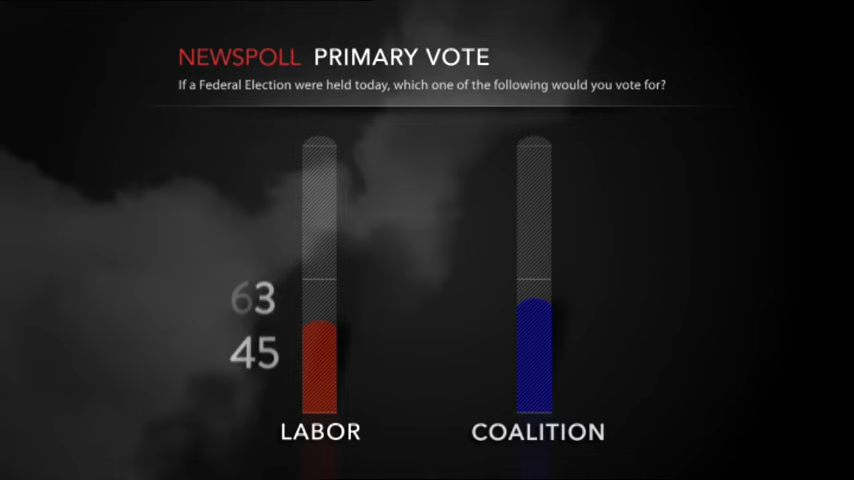 NEWSPOLL PRIMARY VOTE
If a Federal Election were held today, which one of the following would you vote for?
63
45
LABOR COALITION